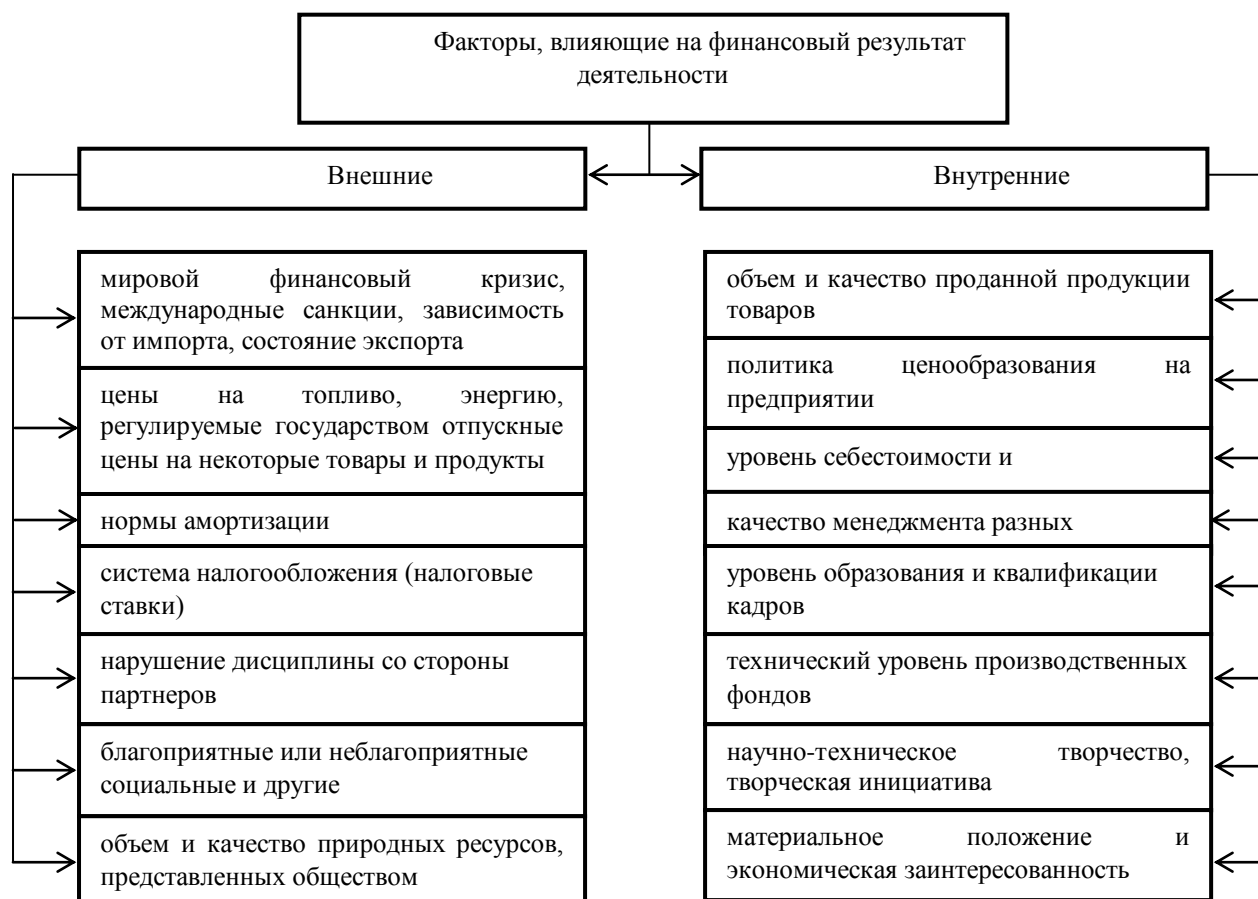 Факторы, влияющие на финансовый результат
деятельности
Внешние
мировой финансовый кризис,
международные санкции, зависимость
от импорта, состояние экспорта
цены на топливо, энергию,
регулируемые государством отпускные
цены на некоторые товары и продукты
нормы амортизации
система налогообложения (налоговые
ставки)
нарушение дисциплины со стороны
партнеров
благоприятные или неблагоприятные
социальные и другие
объем и качество природных ресурсов,
представленных обществом
Внутренние
объем и качество проданной продукции
товаров
политика ценообразования на
предприятии
уровень себестоимости и
качество менеджмента разных
уровень образования и квалификации
кадров
технический уровень производственных
фондов
научно-техническое творчество,
творческая инициатива
материальное положение и
экономическая заинтересованность